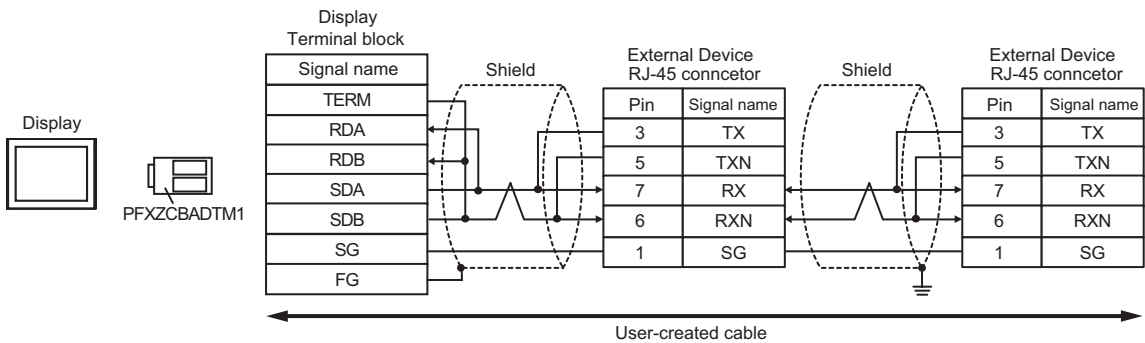 Display
PFXZCBADTM1
Display
Terminal block
Signal name
TERM
RDA
RDB
SDA
SDB
SG
FG
Shield
External Device
RJ-45 conncetor
Pin Signal name
3 TX
5 TXN
7 RX
6 RXN
1 SG
Shield
External Device
RJ-45 conncetor
Pin Signal name
3 TX
5 TXN
7 RX
6 RXN
1 SG
User-created cable